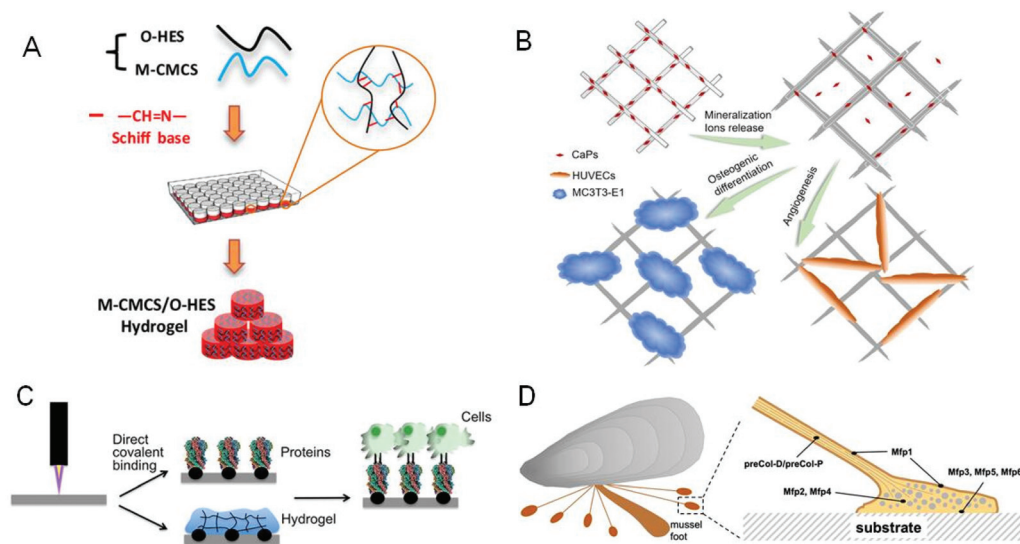 A
O-HES
M-CMCS
—CH=N—
Schiff base
M-CMCS/O-HES
Hydrogel
B
Mineralization
Ions release
CaPs
HUVECs
MC3T3-E1
Osteogenic
differentiation
Angiogenesis
C
Direct
covalent
binding
Proteins
Hydrogel
Cells
D
mussel
foot
preCol-D/preCol-P
Mfp1
Mfp3, Mfp5, Mfp6
Mfp2, Mfp4
substrate